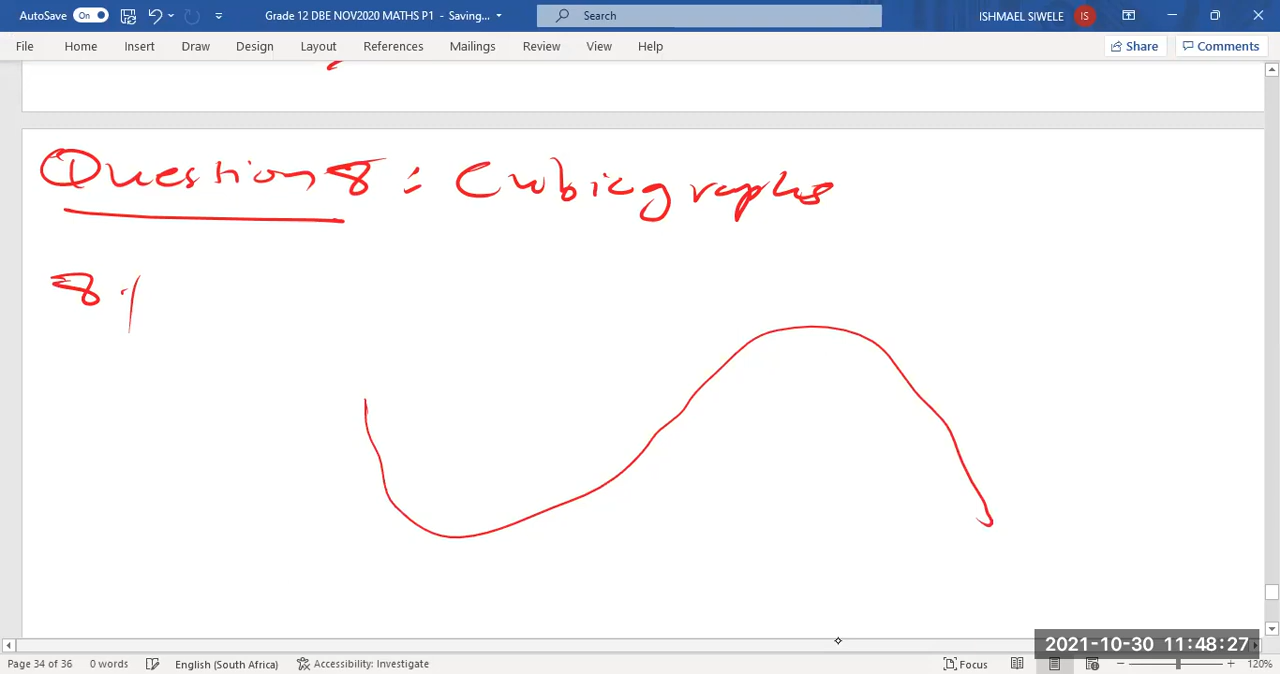 AutoSave On Grade 12 DBE NOV2020 MATHS P1 - Saving... Search ISHMAEL SIWELE IS
File Home Insert Draw Design Layout References Mailings Review View Help Share Comments
Question 8 : Cubic graphs
8.1
2021-10-30 11:48:27
Page 34 of 36 0 words English (South Africa) Accessibility: Investigate Focus 120%